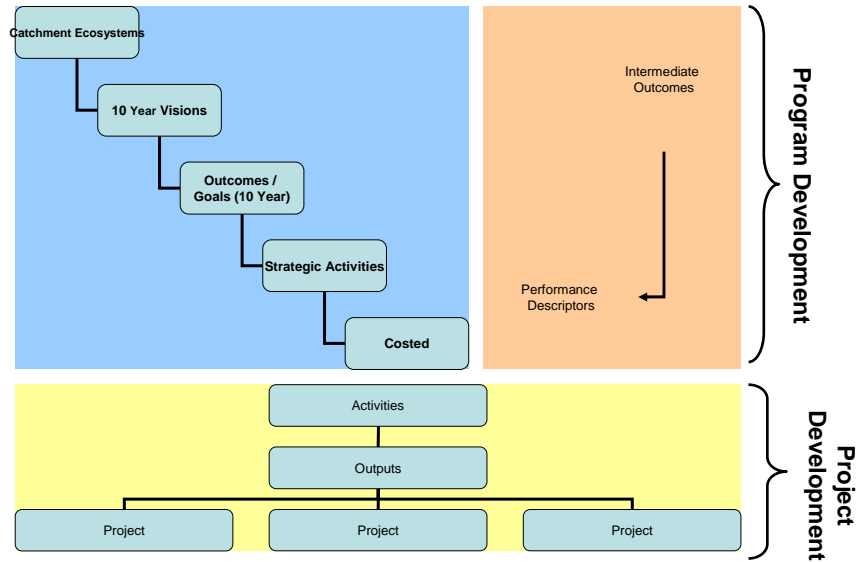 Catchment Ecosystems
10 Year Visions
Outcomes /
Goals (10 Year)
Strategic Activities
Costed
Intermediate
Outcomes
Performance
Descriptors
Program Development
Activities
Outputs
Project
Project
Project
Project
Development